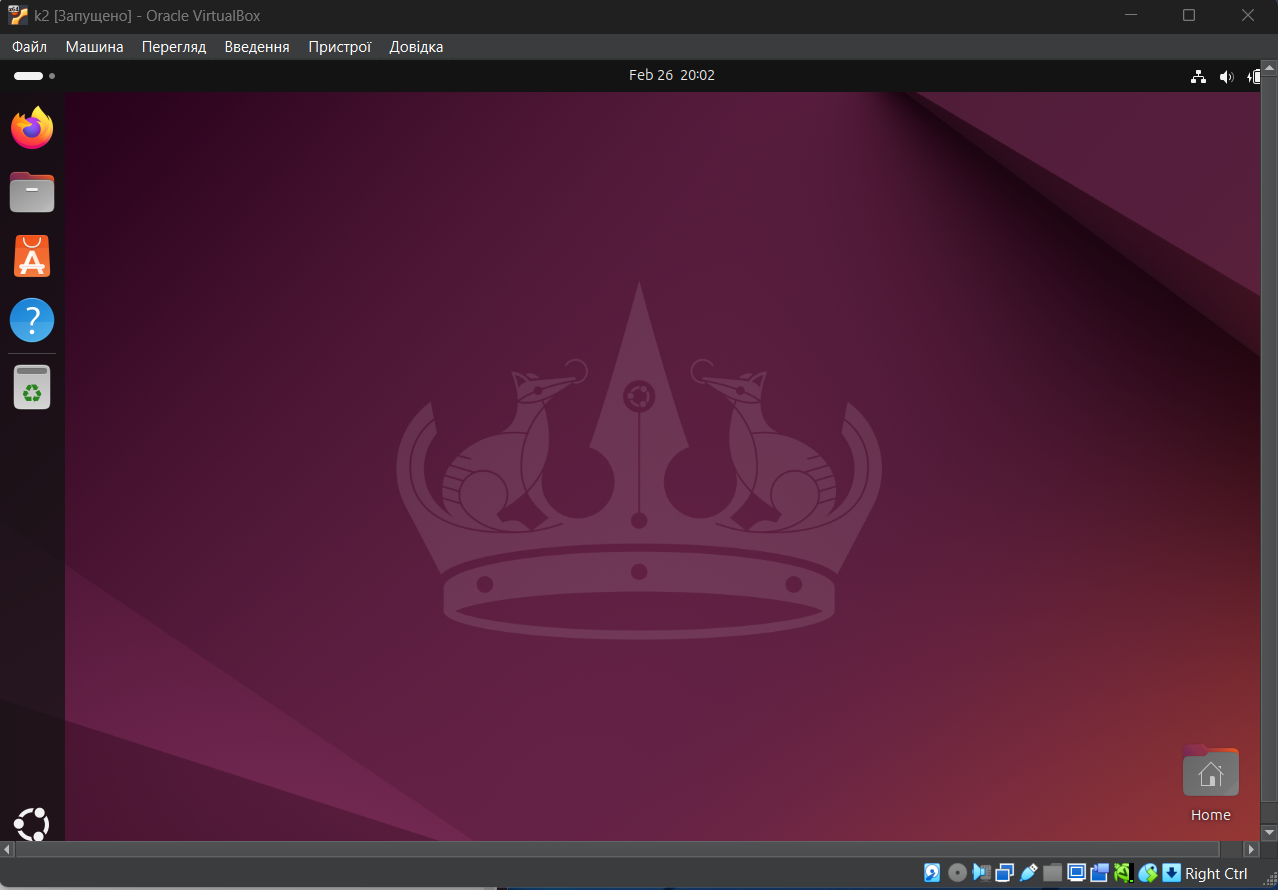 k2 [Запущено] - Oracle VirtualBox
Файл Машина Перегляд Введення Пристрої Довідка
Feb 26 20:02
Home
Right Ctrl